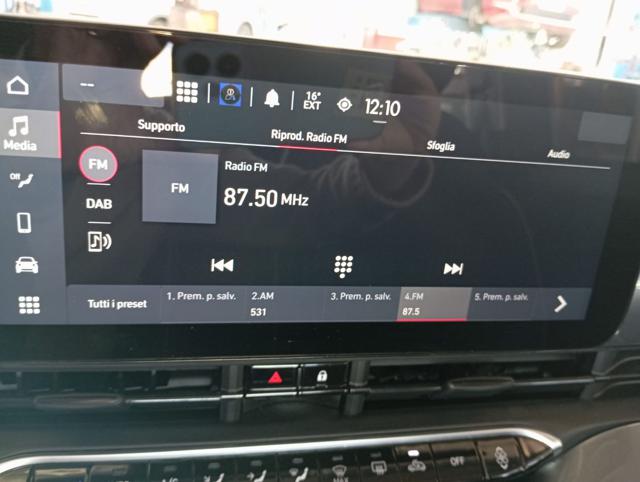 --
16°
EXT
12:10
Supporto
Riprod. Radio FM
Sfoglia
Audio
Media
Off
FM
DAB
FM
Radio FM
87.50 MHz
Tutti i preset
1. Prem. p. salv.
2.AM
531
3. Prem. p. salv.
4.FM
87.5
5. Prem. p. salv.
MAX
OFF